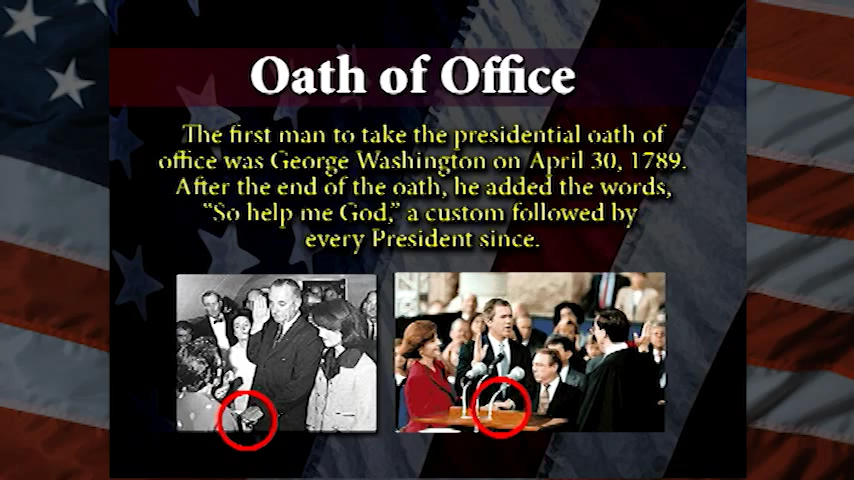 Oath of Office
The first man to take the presidential oath of
office was George Washington on April 30, 1789.
After the end of the oath, he added the words,
“So help me God,” a custom followed by
every President since.